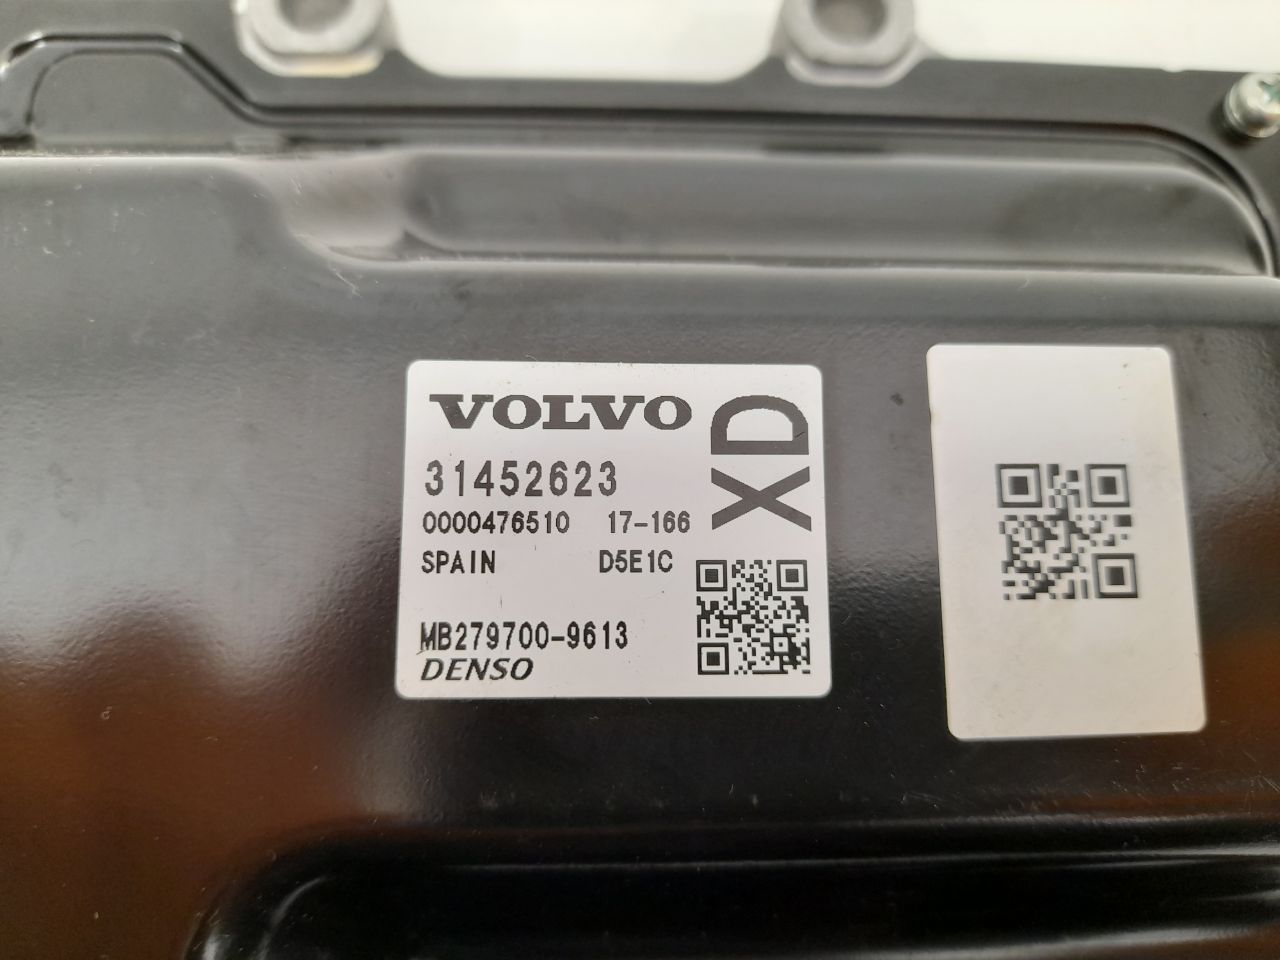 VOLVO
XD
31452623
0000476510 17-166
SPAIN D5E1C
MB279700-9613
DENSO